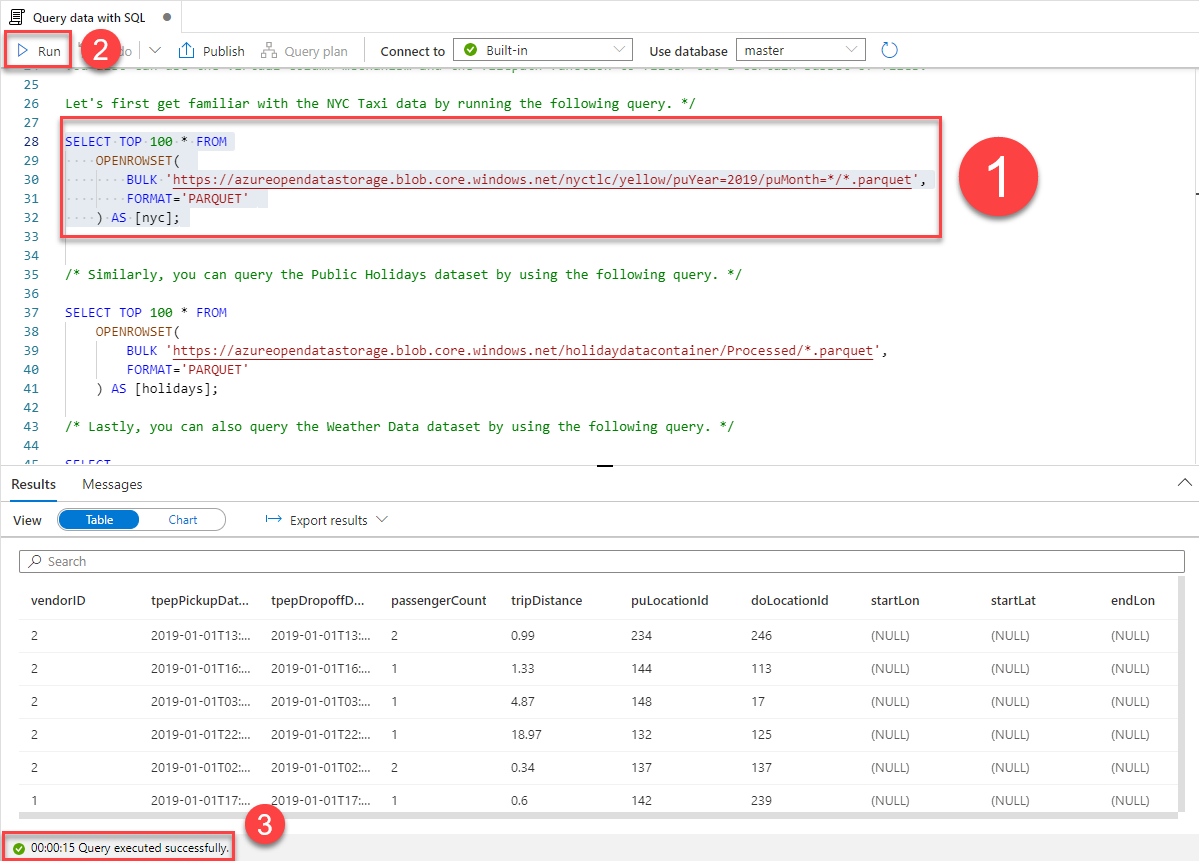 Query data with SQL
Run
2
do
Publish
Query plan
Connect to
Built-in
Use database
master
25
26 Let's first get familiar with the NYC Taxi data by running the following query. */
27
28 SELECT TOP 100 * FROM
29 OPENROWSET(
30 BULK 'https://azureopendatastorage.blob.core.windows.net/nyctlc/yellow/puYear=2019/puMonth=*/*.parquet',
31 FORMAT='PARQUET'
32 ) AS [nyc];
1
33
34
35 /* Similarly, you can query the Public Holidays dataset by using the following query. */
36
37 SELECT TOP 100 * FROM
38 OPENROWSET(
39 BULK 'https://azureopendatastorage.blob.core.windows.net/holidaydatacontainer/Processed/*.parquet',
40 FORMAT='PARQUET'
41 ) AS [holidays];
42
43 /* Lastly, you can also query the Weather Data dataset by using the following query. */
44
45 SELECT
Results Messages
View Table Chart Export results
Search
vendorID tpepPickupDat... tpepDropoffD... passengerCount tripDistance puLocationId doLocationId startLon startLat endLon
2 2019-01-01T13:... 2019-01-01T13:... 2 0.99 234 246 (NULL) (NULL) (NULL)
2 2019-01-01T16:... 2019-01-01T16:... 1 1.33 144 113 (NULL) (NULL) (NULL)
2 2019-01-01T03:... 2019-01-01T03:... 1 4.87 148 17 (NULL) (NULL) (NULL)
2 2019-01-01T22:... 2019-01-01T22:... 1 18.97 132 125 (NULL) (NULL) (NULL)
2 2019-01-01T02:... 2019-01-01T02:... 2 0.34 137 137 (NULL) (NULL) (NULL)
1 2019-01-01T17:... 2019-01-01T17:... 1 0.6 142 239 (NULL) (NULL) (NULL)
3
00:00:15 Query executed successfully.